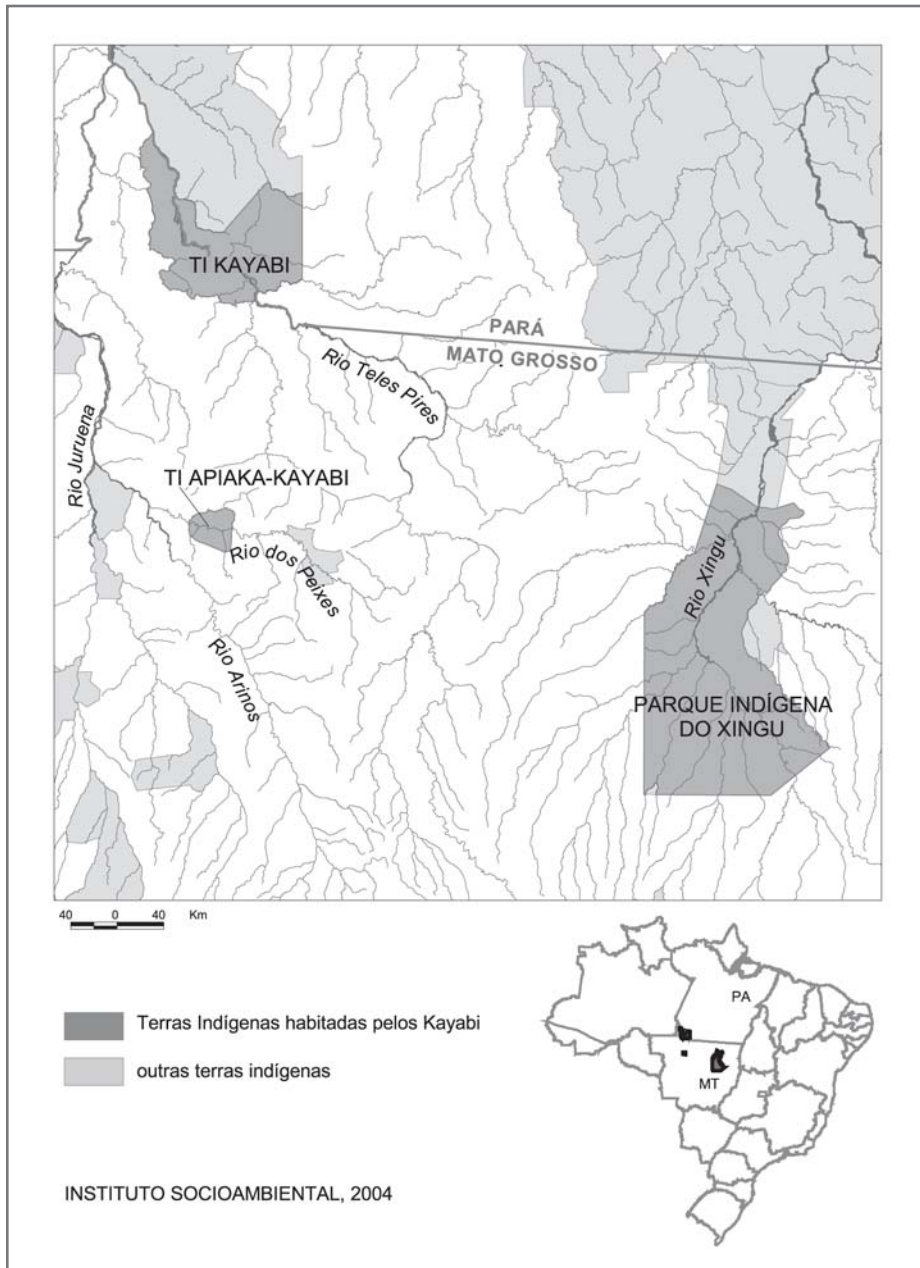 TI KAYABI
PARÁ
MATO GROSSO
Rio Teles Pires
Rio Juruena
TI APIAKA-KAYABI
Rio dos Peixes
Rio Xingu
Rio Arinos
PARQUE INDÍGENA
DO XINGU
40 0 40 Km
PA
MT
Terras Indígenas habitadas pelos Kayabi
outras terras indígenas
INSTITUTO SOCIOAMBIENTAL, 2004